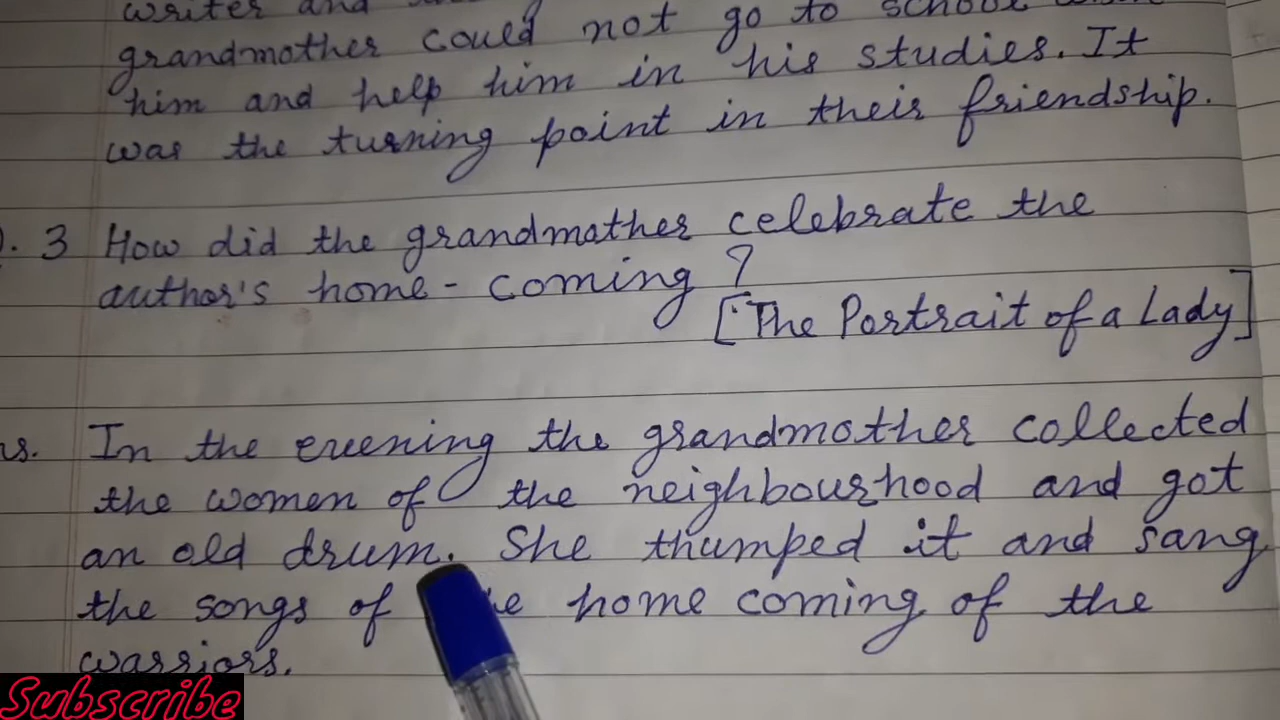 writer and
grandmother could not go to school
him and help him in his studies. It
was the turning point in their friendship.
Q. 3 How did the grandmother celebrate the
author's home-coming ?
[The Portrait of a Lady]
In the evening the grandmother collected
the women of the neighbourhood and got
an old drum. She thumped it and sang
the songs of home coming of the
warriors.
Subscribe